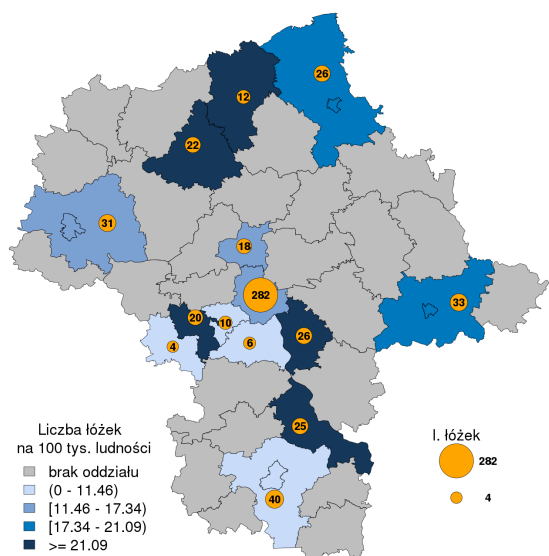 12
26
22
31
18
282
33
20
10
26
4
6
25
40
Liczba łóżek
na 100 tys. ludności
brak oddziału
(0 - 11.46)
[11.46 - 17.34)
[17.34 - 21.09)
>= 21.09
l. łóżek
282
4